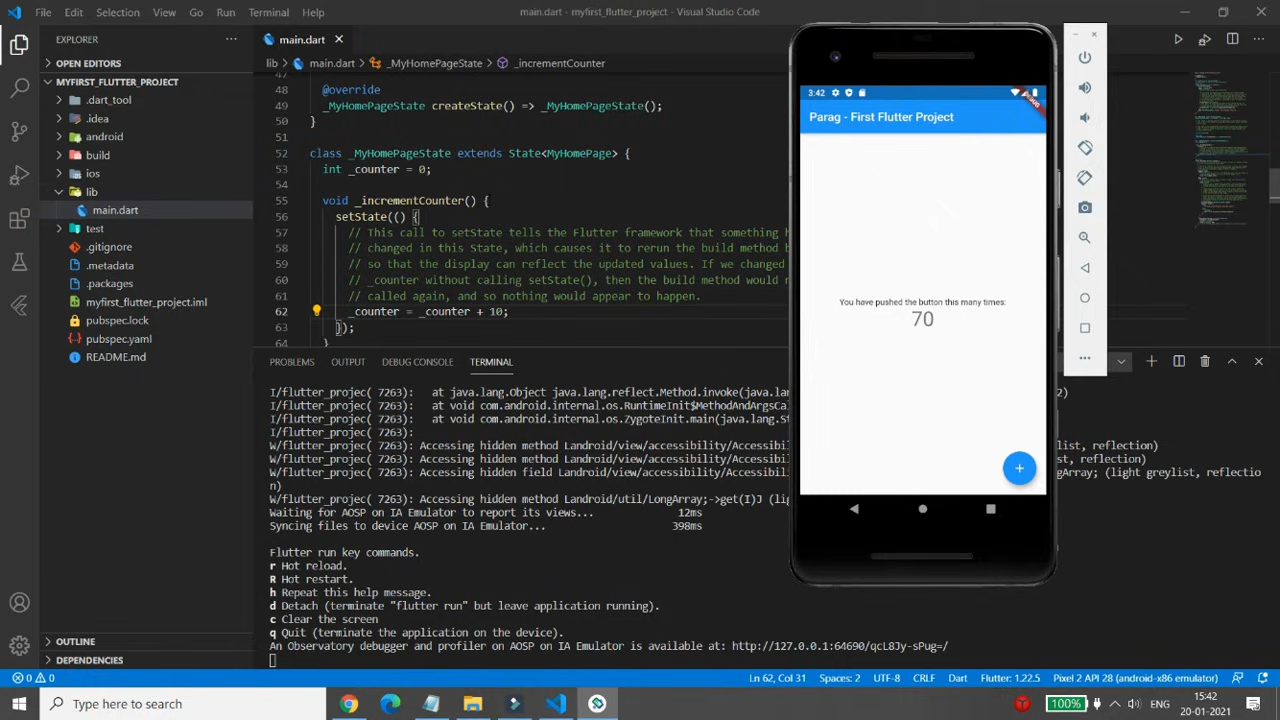 File Edit Selection View Go Run Terminal Help
main.dart - myfirst_flutter_project - Visual Studio Code
EXPLORER
OPEN EDITORS
MYFIRST_FLUTTER_PROJECT
.dart_tool
.idea
android
build
ios
lib
main.dart
test
.gitignore
.metadata
.packages
myfirst_flutter_project.iml
pubspec.lock
pubspec.yaml
README.md
OUTLINE
DEPENDENCIES
main.dart
lib > main.dart > _MyHomePageState > _incrementCounter
47
48 @override
49 _MyHomePageState createState() => _MyHomePageState();
50 }
51
52 class _MyHomePageState extends State<MyHomePage> {
53 int _counter = 0;
54
55 void _incrementCounter() {
56 setState(() {
57 // This call to setState tells the Flutter framework that something
58 // changed in this State, which causes it to rerun the build method b
59 // so that the display can reflect the updated values. If we changed
60 // _counter without calling setState(), then the build method would
61 // called again, and so nothing would appear to happen.
62 _counter = _counter + 10;
63 });
64 }
PROBLEMS OUTPUT DEBUG CONSOLE TERMINAL
I/flutter_projec( 7263): at java.lang.Object java.lang.reflect.Method.invoke(java.lan
2)
I/flutter_projec( 7263): at void com.android.internal.os.RuntimeInit$MethodAndArgsCal
I/flutter_projec( 7263): at void com.android.internal.os.ZygoteInit.main(java.lang.St
I/flutter_projec( 7263):
W/flutter_projec( 7263): Accessing hidden method Landroid/view/accessibility/Accessibi
list, reflection)
W/flutter_projec( 7263): Accessing hidden method Landroid/view/accessibility/Accessibi
reflection)
W/flutter_projec( 7263): Accessing hidden field Landroid/view/accessibility/Accessibil
ngArray; (light greylist, reflectio
n)
W/flutter_projec( 7263): Accessing hidden method Landroid/util/LongArray;->get(I)J (lig
lection)
Waiting for AOSP on IA Emulator to report its views... 12ms
Syncing files to device AOSP on IA Emulator... 398ms
Flutter run key commands.
r Hot reload.
R Hot restart.
h Repeat this help message.
d Detach (terminate "flutter run" but leave application running).
c Clear the screen
q Quit (terminate the application on the device).
An Observatory debugger and profiler on AOSP on IA Emulator is available at: http://127.0.0.1:64690/qcL8Jy-sPug=/
3:42
DEBUG
Parag - First Flutter Project
You have pushed the button this many times:
70
0 0
Ln 62, Col 31 Spaces: 2 UTF-8 CRLF Dart Flutter: 1.22.5 Pixel 2 API 28 (android-x86 emulator)
Type here to search
100%
15:42
20-01-2021